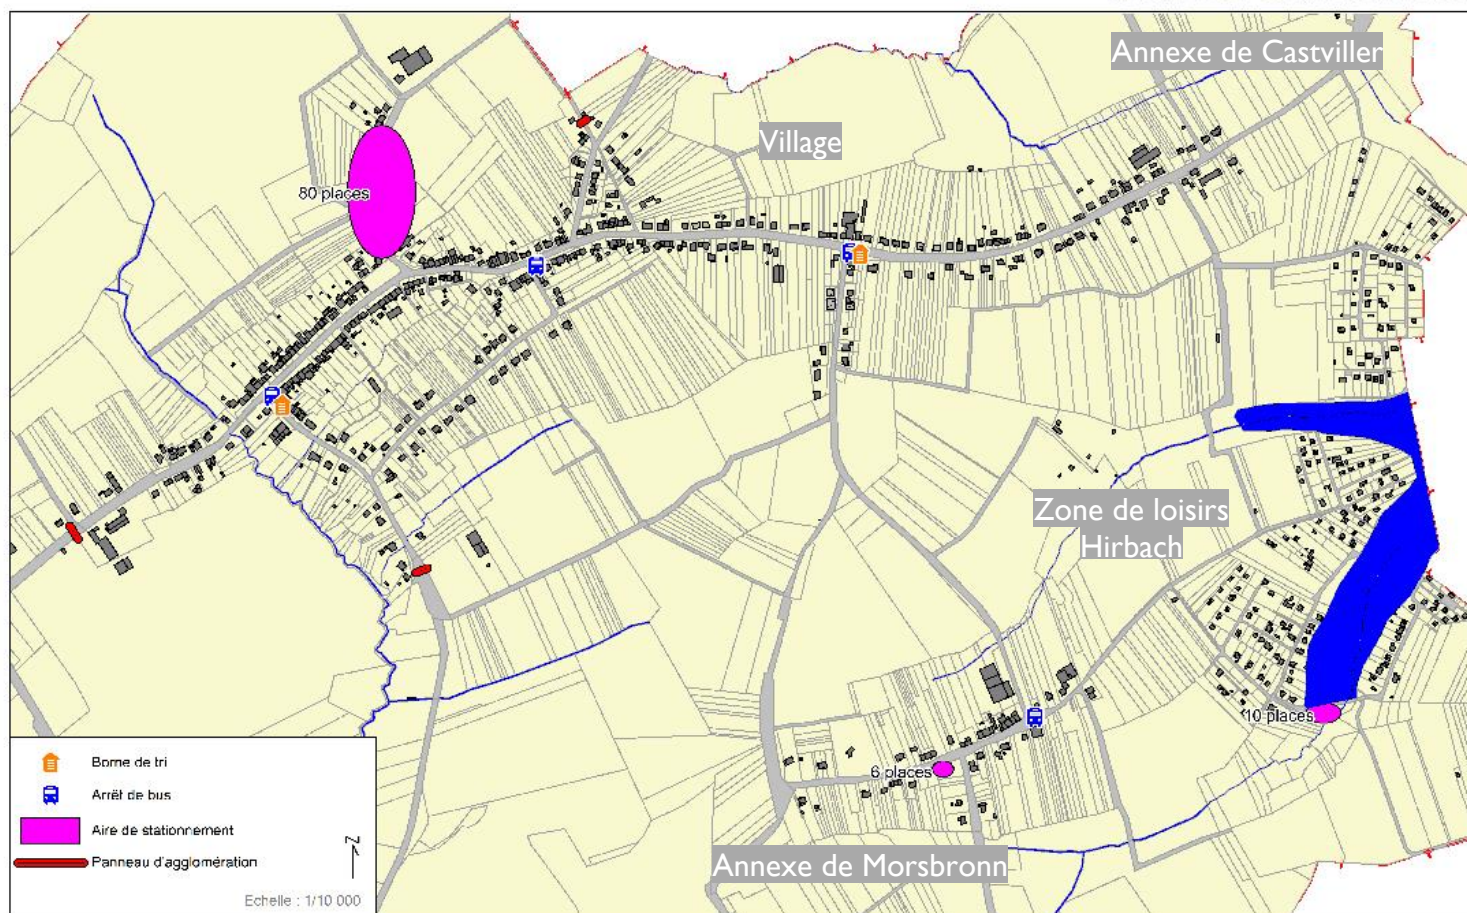 Annexe de Castviller
Village
80 places
Zone de loisirs
Hirbach
10 places
6 places
Annexe de Morsbronn
Borne de tri
Arrêt de bus
Aire de stationnement
Panneau d'agglomération
Z
Echelle : 1/10 000